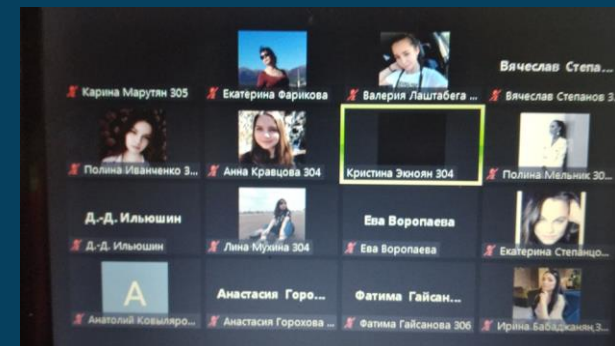 Вячеслав Степа...
Карина Марутян 305
Екатерина Фарикова
Валерия Лаштабега ...
Вячеслав Степанов 3...
Полина Иванченко 3...
Анна Кравцова 304
Кристина Экноян 304
Полина Мельник 30...
Д.-Д. Ильюшин
Ева Воропаева
Д.-Д. Ильюшин
Лина Мухина 304
Ева Воропаева
Екатерина Степанцо...
А
Анастасия Горо...
Фатима Гайсан...
Анатолий Ковыляро...
Анастасия Горохова ...
Фатима Гайсанова 306
Ирина Бабаджанян 3...